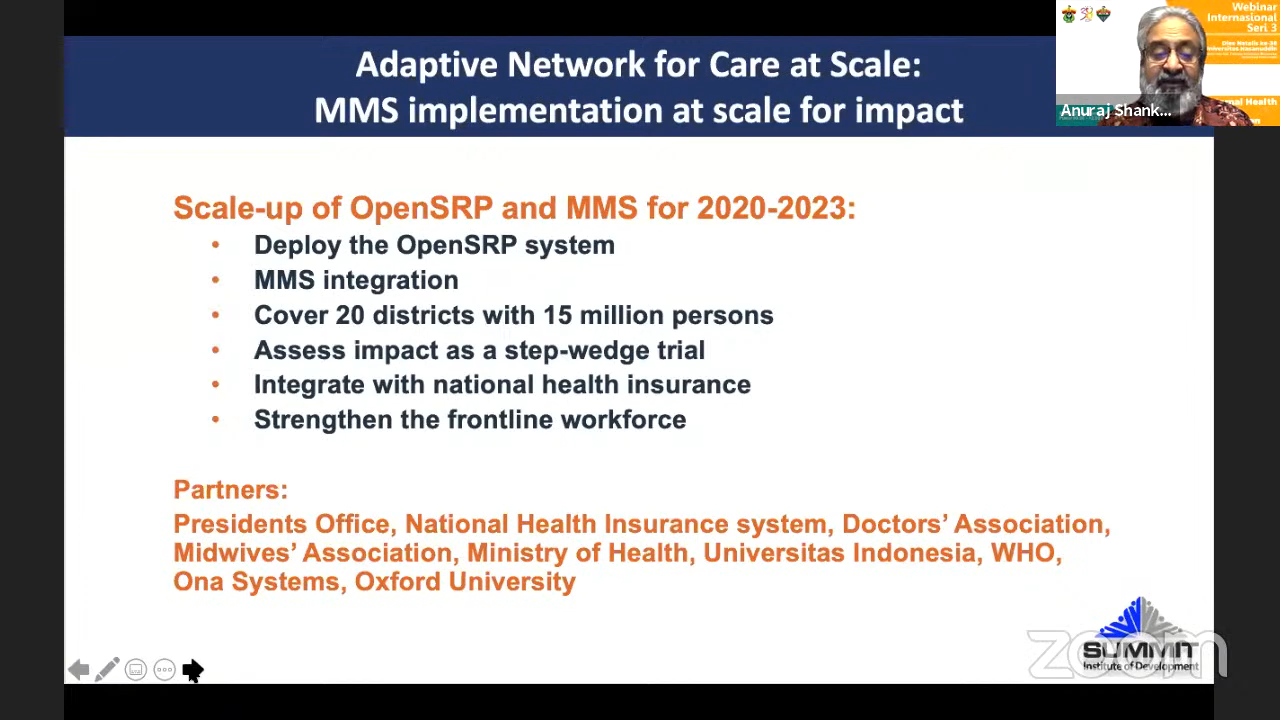 Adaptive Network for Care at Scale:
MMS implementation at scale for impact
Webinar
Internasional
Seri 3
Anuraj Shank...
Scale-up of OpenSRP and MMS for 2020-2023:
• Deploy the OpenSRP system
• MMS integration
• Cover 20 districts with 15 million persons
• Assess impact as a step-wedge trial
• Integrate with national health insurance
• Strengthen the frontline workforce
Partners:
Presidents Office, National Health Insurance system, Doctors’ Association,
Midwives’ Association, Ministry of Health, Universitas Indonesia, WHO,
Ona Systems, Oxford University
zoom
SUMMIT
Institute of Development